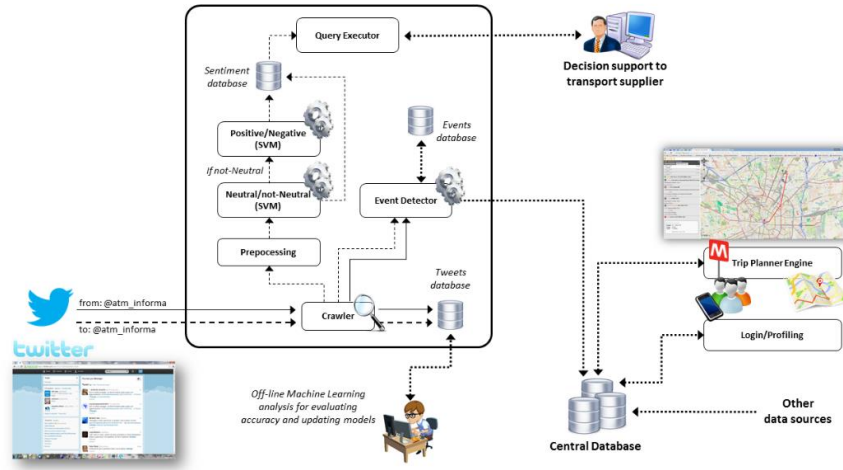 Query Executor
Decision support to
transport supplier
Sentiment
database
Positive/Negative
(SVM)
Events
database
If not-Neutral
Neutral/not-Neutral
(SVM)
Event Detector
Prepocessing
Tweets
database
Trip Planner Engine
from: @atm_informa
Crawler
to: @atm_informa
twitter
Login/Profiling
Off-line Machine Learning
analysis for evaluating
accuracy and updating models
Other
data sources
Central Database
M